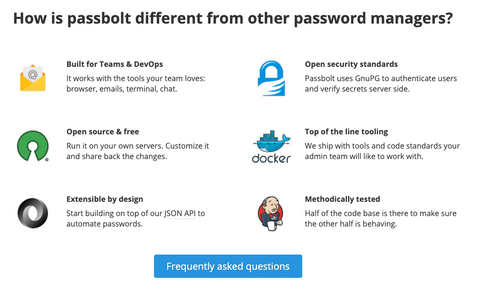 How is passbolt different from other password managers?
Built for Teams & DevOps
It works with the tools your team loves:
browser, emails, terminal, chat.
Open security standards
Passbolt uses GnuPG to authenticate users
and verify secrets server side.
Open source & free
Run it on your own servers. Customize it
and share back the changes.
docker
Top of the line tooling
We ship with tools and code standards your
admin team will like to work with.
Extensible by design
Start building on top of our JSON API to
automate passwords.
Methodically tested
Half of the code base is there to make sure
the other half is behaving.
Frequently asked questions